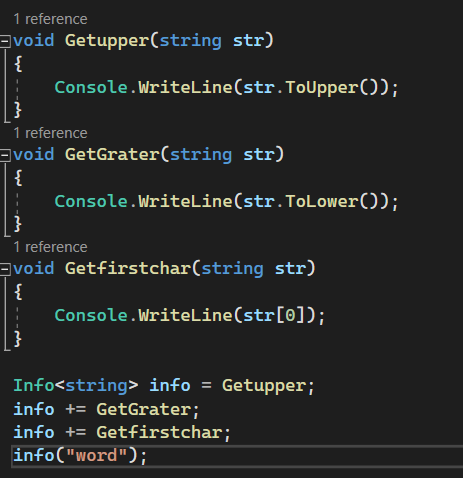 1 reference
void Getupper(string str)
{
Console.WriteLine(str.ToUpper());
}
1 reference
void GetGrater(string str)
{
Console.WriteLine(str.ToLower());
}
1 reference
void Getfirstchar(string str)
{
Console.WriteLine(str[0]);
}
Info<string> info = Getupper;
info += GetGrater;
info += Getfirstchar;
info("word");